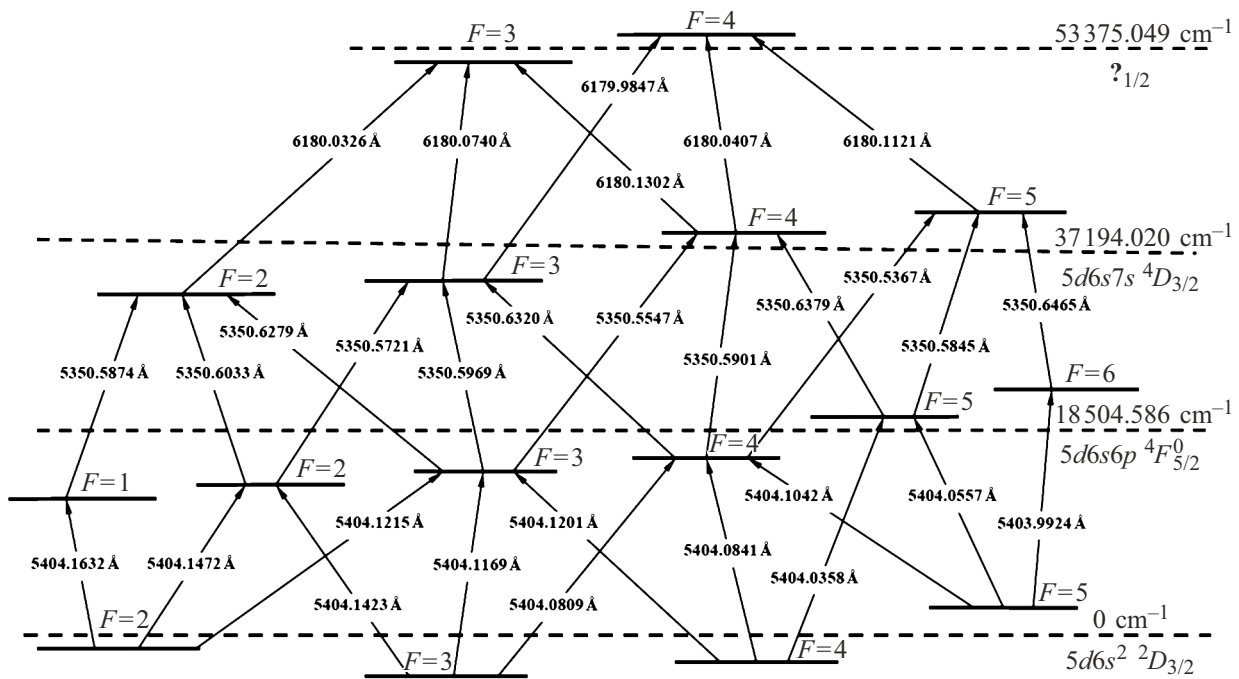 F=3
F=4
53 375.049 cm⁻¹
?₁/₂
6179.9847 Å
6180.0326 Å
6180.0740 Å
6180.0407 Å
6180.1121 Å
6180.1302 Å
F=5
F=4
37 194.020 cm⁻¹
F=2
F=3
5d6s7s ⁴D₃/₂
5350.5367 Å
5350.6279 Å
5350.6320 Å
5350.5547 Å
5350.6379 Å
5350.6465 Å
5350.5721 Å
5350.5874 Å
5350.6033 Å
5350.5969 Å
5350.5901 Å
5350.5845 Å
F=6
F=5
18 504.586 cm⁻¹
F=4
5d6s6p ⁴F⁰₅/₂
F=3
F=2
F=1
5404.1042 Å
5404.0557 Å
5404.1215 Å
5404.1201 Å
5403.9924 Å
5404.0841 Å
5404.1632 Å
5404.1472 Å
5404.1169 Å
5404.0358 Å
5404.1423 Å
5404.0809 Å
F=5
F=2
0 cm⁻¹
F=3
F=4
5d6s² ²D₃/₂